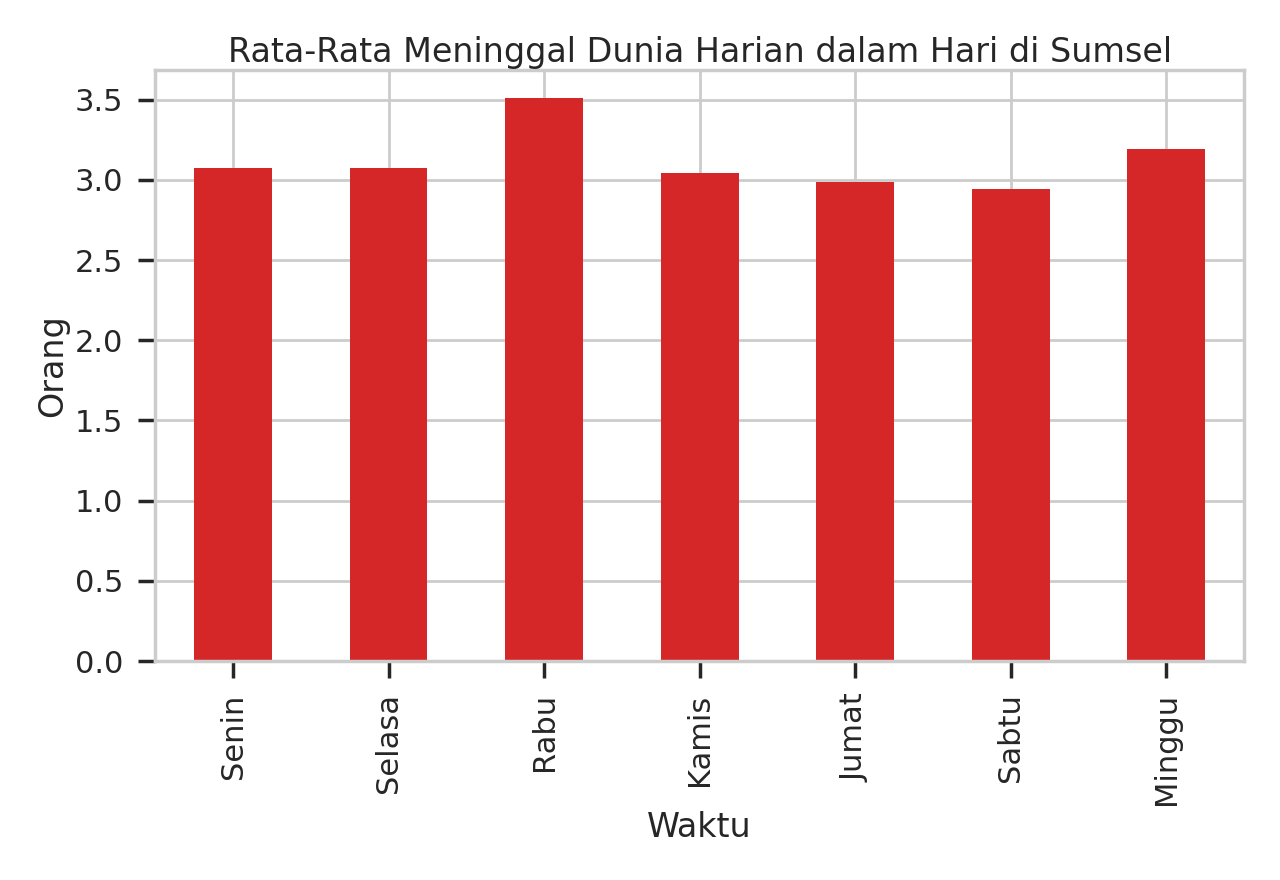 Rata-Rata Meninggal Dunia Harian dalam Hari di Sumsel
3.5
3.0
2.5
2.0
1.5
1.0
0.5
0.0
Orang
Senin
Selasa
Rabu
Kamis
Jumat
Sabtu
Minggu
Waktu